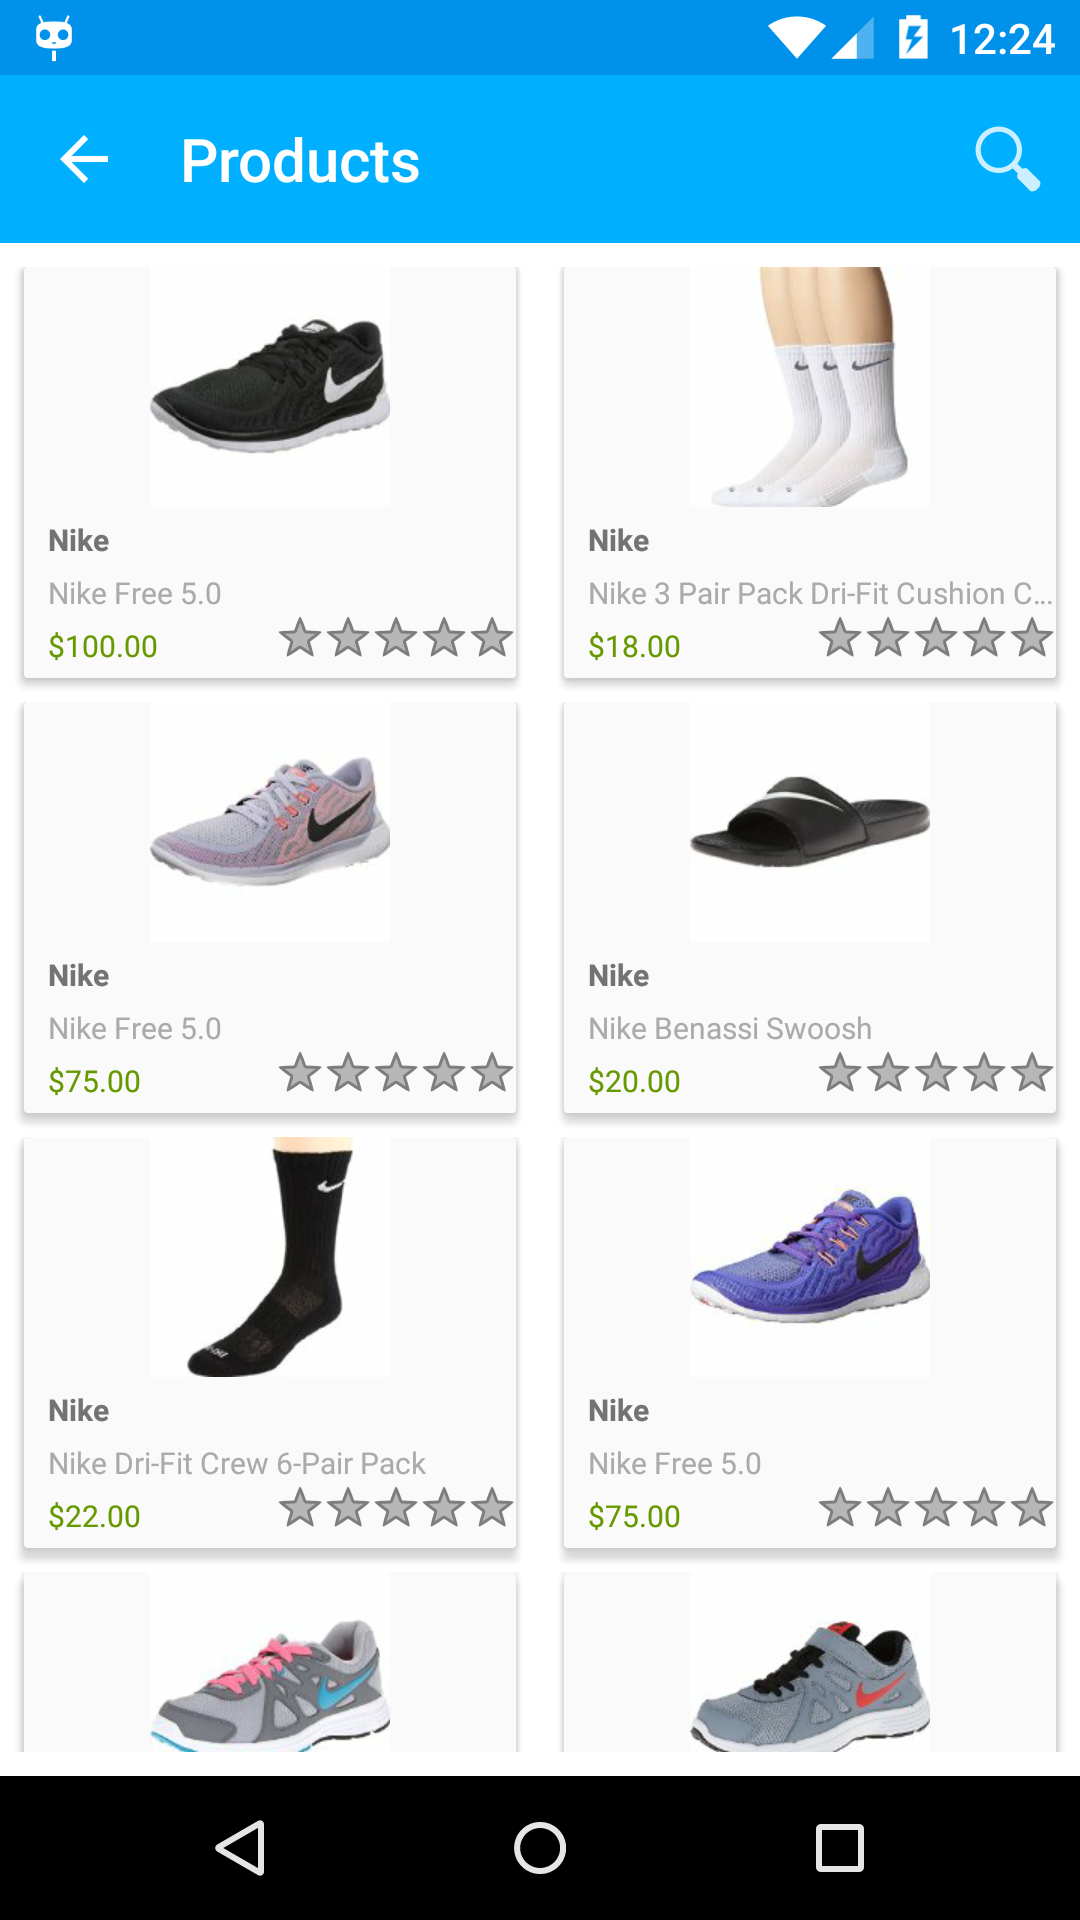 12:24
Products
Nike
Nike Free 5.0
$100.00
Nike
Nike 3 Pair Pack Dri-Fit Cushion C...
$18.00
Nike
Nike Free 5.0
$75.00
Nike
Nike Benassi Swoosh
$20.00
Nike
Nike Dri-Fit Crew 6-Pair Pack
$22.00
Nike
Nike Free 5.0
$75.00